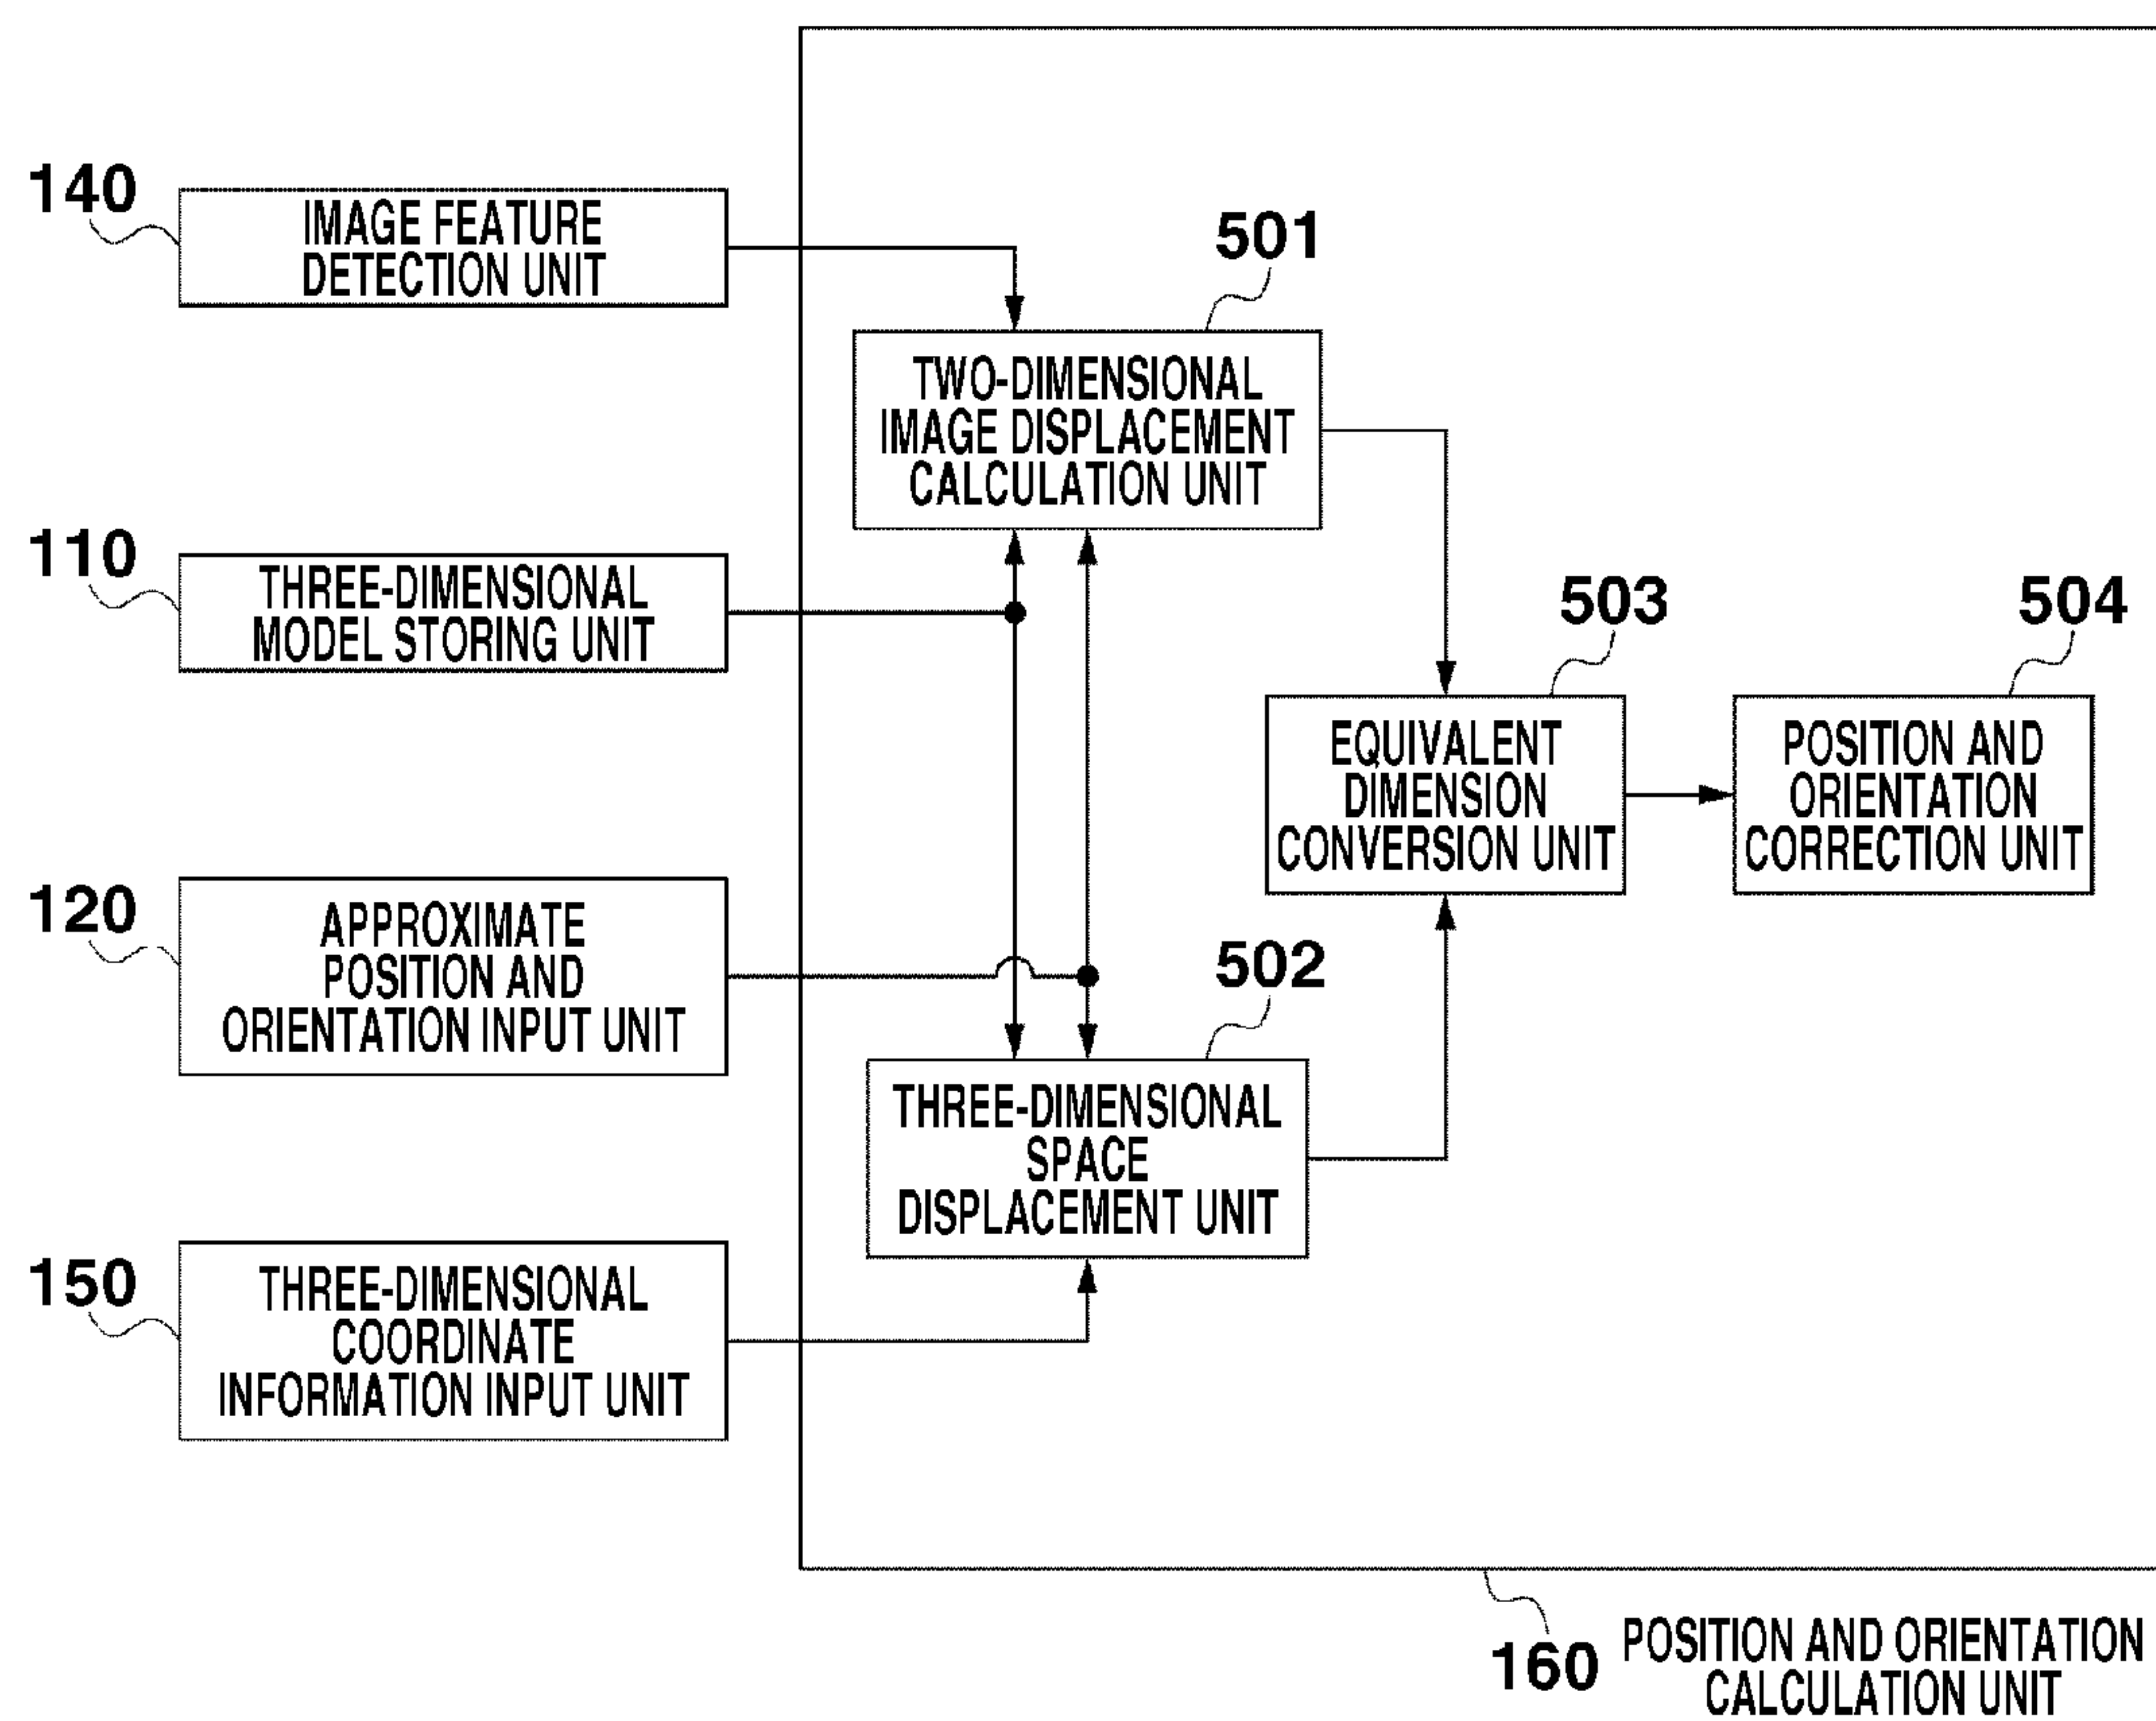 140
IMAGE FEATURE
DETECTION UNIT
501
TWO-DIMENSIONAL
IMAGE DISPLACEMENT
CALCULATION UNIT
110
THREE-DIMENSIONAL
MODEL STORING UNIT
503
EQUIVALENT
DIMENSION
CONVERSION UNIT
504
POSITION AND
ORIENTATION
CORRECTION UNIT
120
APPROXIMATE
POSITION AND
ORIENTATION INPUT UNIT
502
THREE-DIMENSIONAL
SPACE
DISPLACEMENT UNIT
150
THREE-DIMENSIONAL
COORDINATE
INFORMATION INPUT UNIT
160
POSITION AND ORIENTATION
CALCULATION UNIT